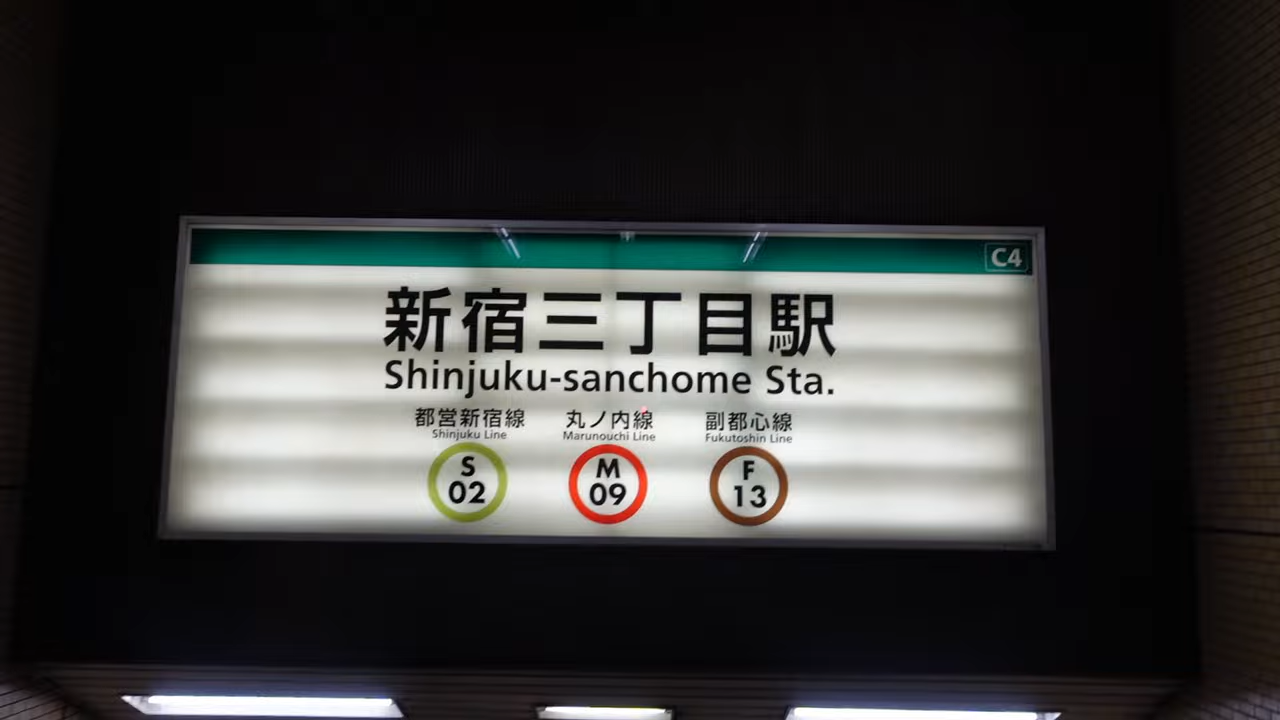 C4
新宿三丁目駅
Shinjuku-sanchome Sta.
都営新宿線 丸ノ内線 副都心線
Shinjuku Line Marunouchi Line Fukutoshin Line
S M F
02 09 13